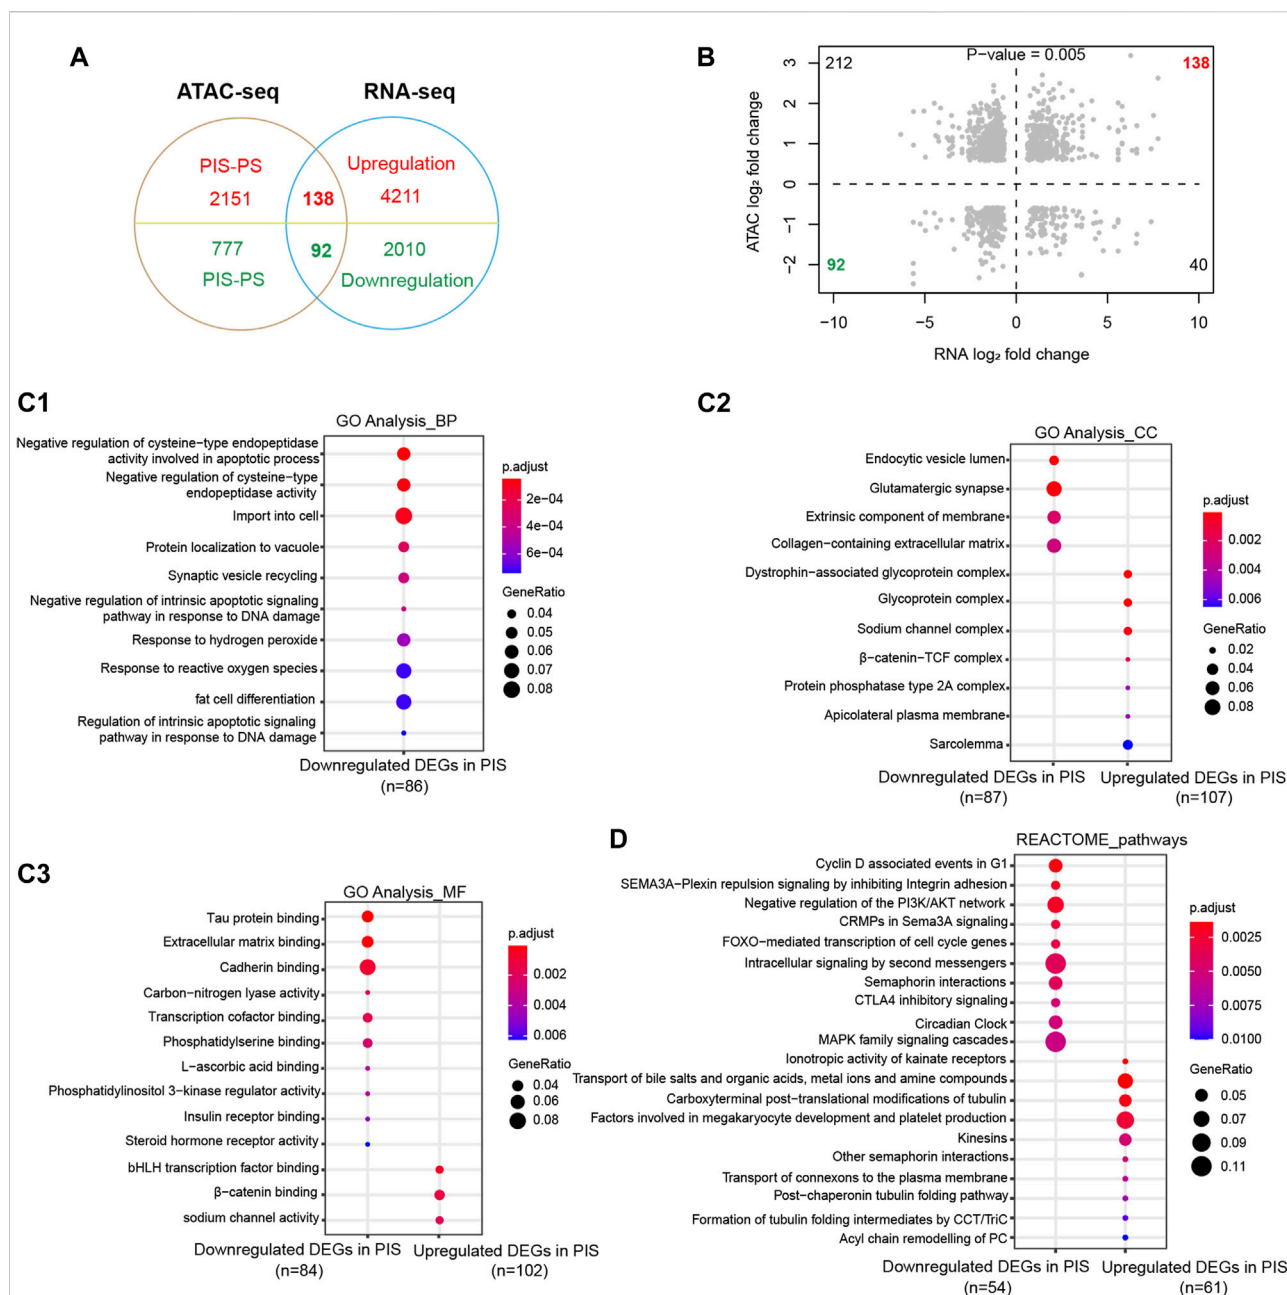 A
ATAC-seq
RNA-seq
PIS-PS
Upregulation
2151
138
4211
777
92
2010
PIS-PS
Downregulation
B
P-value = 0.005
212
138
92
40
3
2
1
0
−1
−2
ATAC log₂ fold change
−10
−5
0
5
10
RNA log₂ fold change
C1
GO Analysis_BP
Negative regulation of cysteine−type endopeptidase
activity involved in apoptotic process
Negative regulation of cysteine−type
endopeptidase activity
Import into cell
Protein localization to vacuole
Synaptic vesicle recycling
Negative regulation of intrinsic apoptotic signaling
pathway in response to DNA damage
Response to hydrogen peroxide
Response to reactive oxygen species
fat cell differentiation
Regulation of intrinsic apoptotic signaling
pathway in response to DNA damage
Downregulated DEGs in PIS
(n=86)
p.adjust
2e−04
4e−04
6e−04
GeneRatio
0.04
0.05
0.06
0.07
0.08
C2
GO Analysis_CC
Endocytic vesicle lumen
Glutamatergic synapse
Extrinsic component of membrane
Collagen−containing extracellular matrix
Dystrophin−associated glycoprotein complex
Glycoprotein complex
Sodium channel complex
β−catenin−TCF complex
Protein phosphatase type 2A complex
Apicolateral plasma membrane
Sarcolemma
Downregulated DEGs in PIS
(n=87)
Upregulated DEGs in PIS
(n=107)
p.adjust
0.002
0.004
0.006
GeneRatio
0.02
0.04
0.06
0.08
C3
GO Analysis_MF
Tau protein binding
Extracellular matrix binding
Cadherin binding
Carbon−nitrogen lyase activity
Transcription cofactor binding
Phosphatidylserine binding
L−ascorbic acid binding
Phosphatidylinositol 3−kinase regulator activity
Insulin receptor binding
Steroid hormone receptor activity
bHLH transcription factor binding
β−catenin binding
sodium channel activity
Downregulated DEGs in PIS
(n=84)
Upregulated DEGs in PIS
(n=102)
p.adjust
0.002
0.004
0.006
GeneRatio
0.04
0.06
0.08
D
REACTOME_pathways
Cyclin D associated events in G1
SEMA3A−Plexin repulsion signaling by inhibiting Integrin adhesion
Negative regulation of the PI3K/AKT network
CRMPs in Sema3A signaling
FOXO−mediated transcription of cell cycle genes
Intracellular signaling by second messengers
Semaphorin interactions
CTLA4 inhibitory signaling
Circadian Clock
MAPK family signaling cascades
Ionotropic activity of kainate receptors
Transport of bile salts and organic acids, metal ions and amine compounds
Carboxyterminal post−translational modifications of tubulin
Factors involved in megakaryocyte development and platelet production
Kinesins
Other semaphorin interactions
Transport of connexons to the plasma membrane
Post−chaperonin tubulin folding pathway
Formation of tubulin folding intermediates by CCT/TriC
Acyl chain remodelling of PC
Downregulated DEGs in PIS
(n=54)
Upregulated DEGs in PIS
(n=61)
p.adjust
0.0025
0.0050
0.0075
0.0100
GeneRatio
0.05
0.07
0.09
0.11